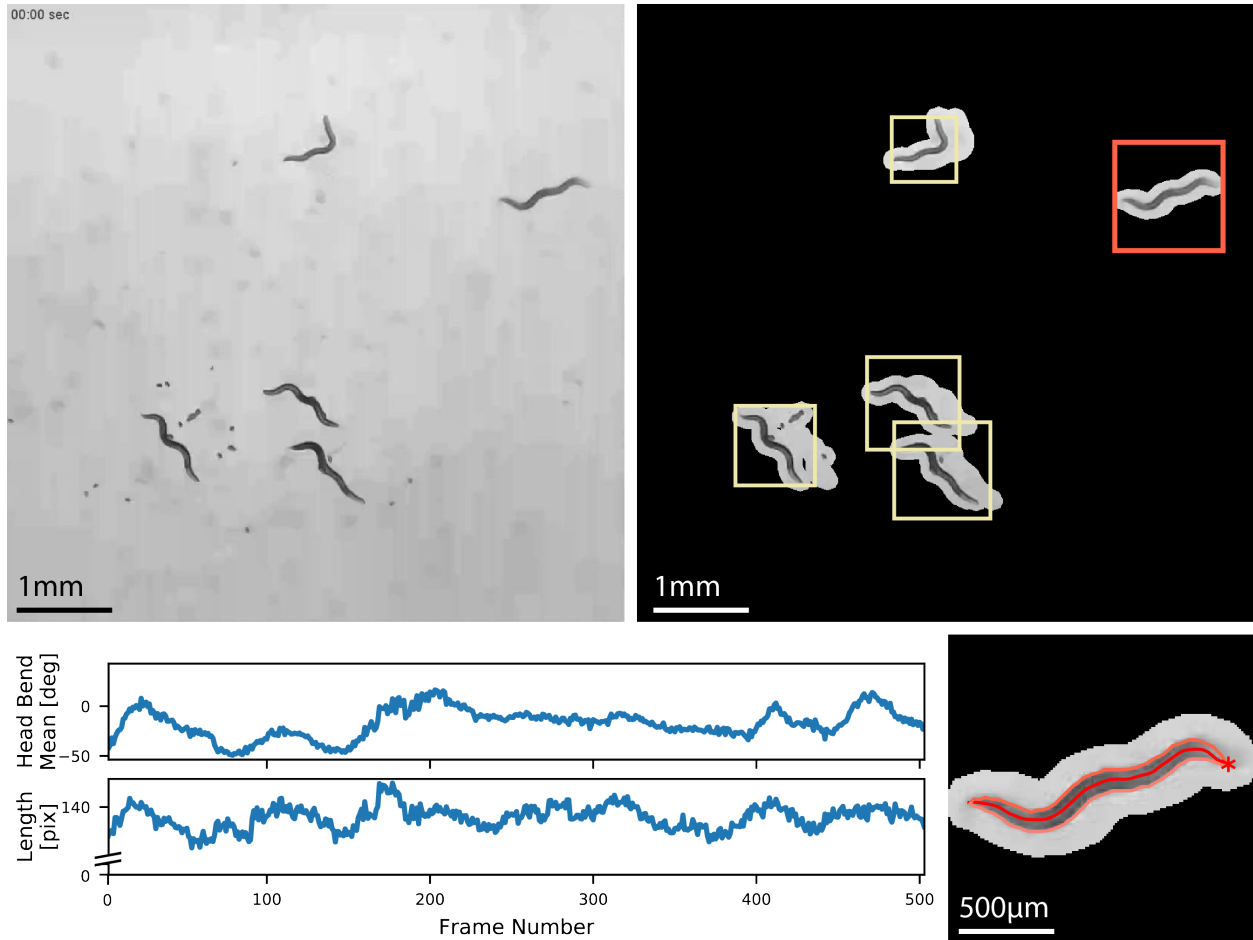 00:00 sec
1mm
1mm
Head Bend
Mean [deg]
0
−50
Length
[pix]
140
0
0
100
200
300
400
500
Frame Number
500µm